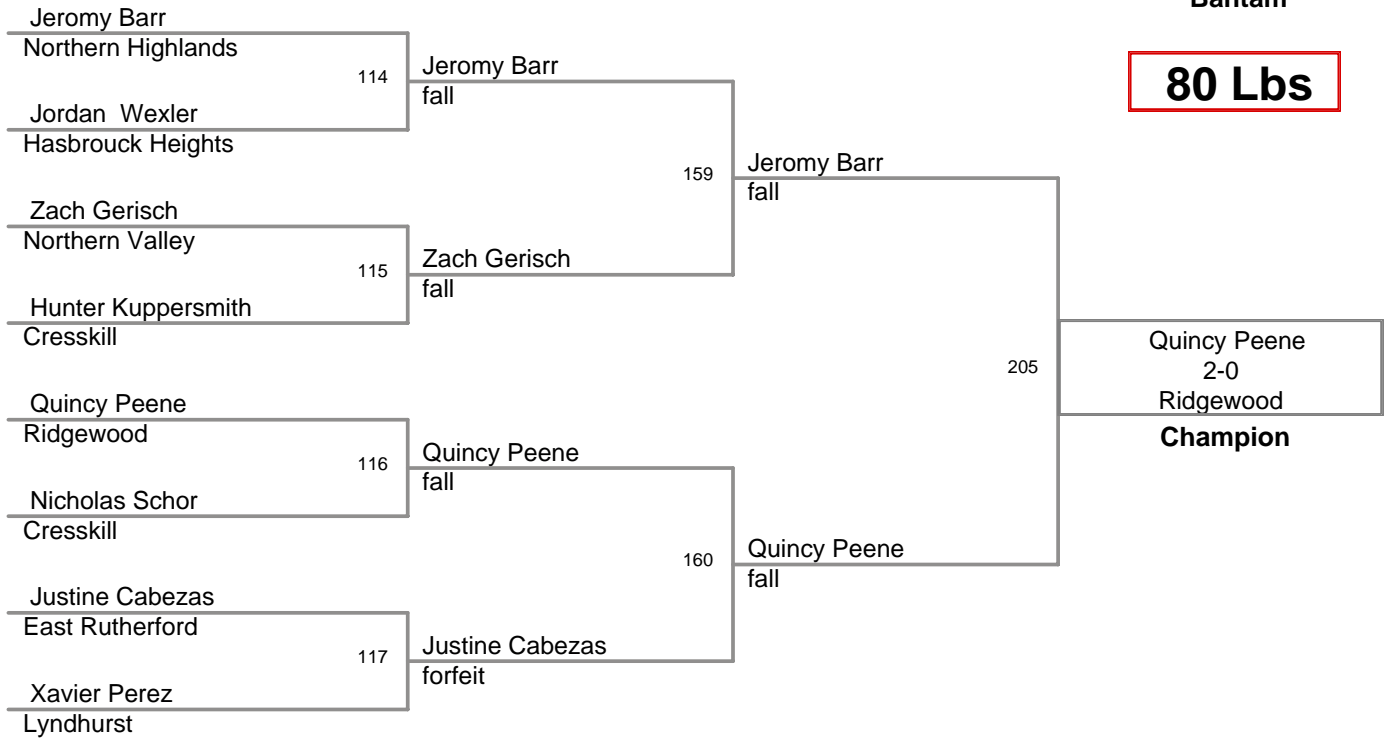 Bantam
80 Lbs
Jeromy Barr
Northern Highlands
114
Jordan Wexler
Hasbrouck Heights
Zach Gerisch
Northern Valley
115
Hunter Kuppersmith
Cresskill
Quincy Peene
Ridgewood
116
Nicholas Schor
Cresskill
Justine Cabezas
East Rutherford
117
Xavier Perez
Lyndhurst
Jeromy Barr
fall
159
Zach Gerisch
fall
Quincy Peene
fall
160
Justine Cabezas
forfeit
Jeromy Barr
fall
205
Quincy Peene
fall
Quincy Peene
2-0
Ridgewood
Champion